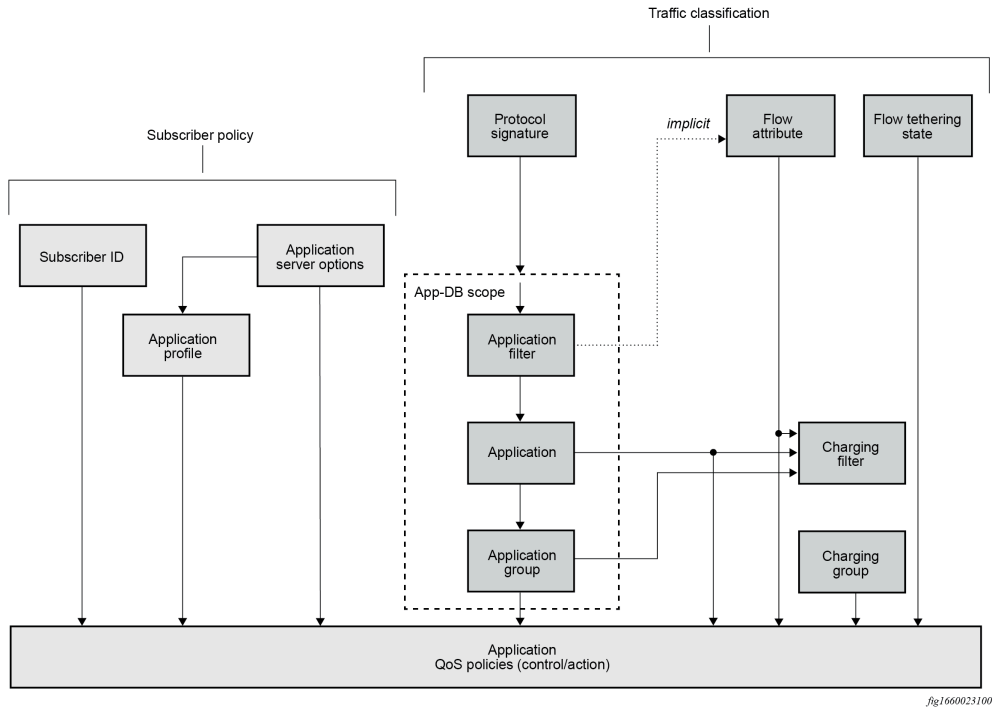 Traffic classification
Protocol
signature
implicit
Flow
attribute
Flow tethering
state
Subscriber policy
Subscriber ID
Application
server options
Application
profile
App-DB scope
Application
filter
Application
Charging
filter
Application
group
Charging
group
Application
QoS policies (control/action)
fig1660023100